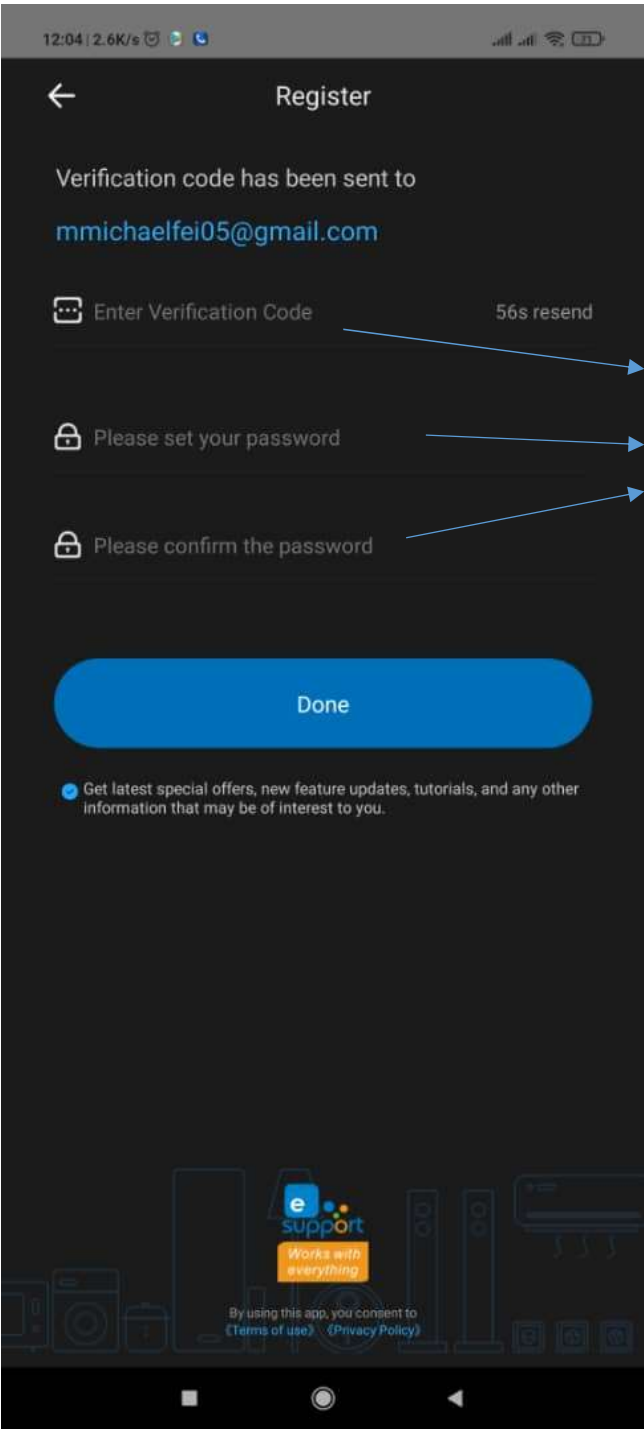 12:04 | 2.6K/s
71
Register
Verification code has been sent to
mmichaelfei05@gmail.com
Enter Verification Code 56s resend
Please set your password
Please confirm the password
Done
Get latest special offers, new feature updates, tutorials, and any other
information that may be of interest to you.
e
support
Works with
everything
By using this app, you consent to
《Terms of use》 《Privacy Policy》